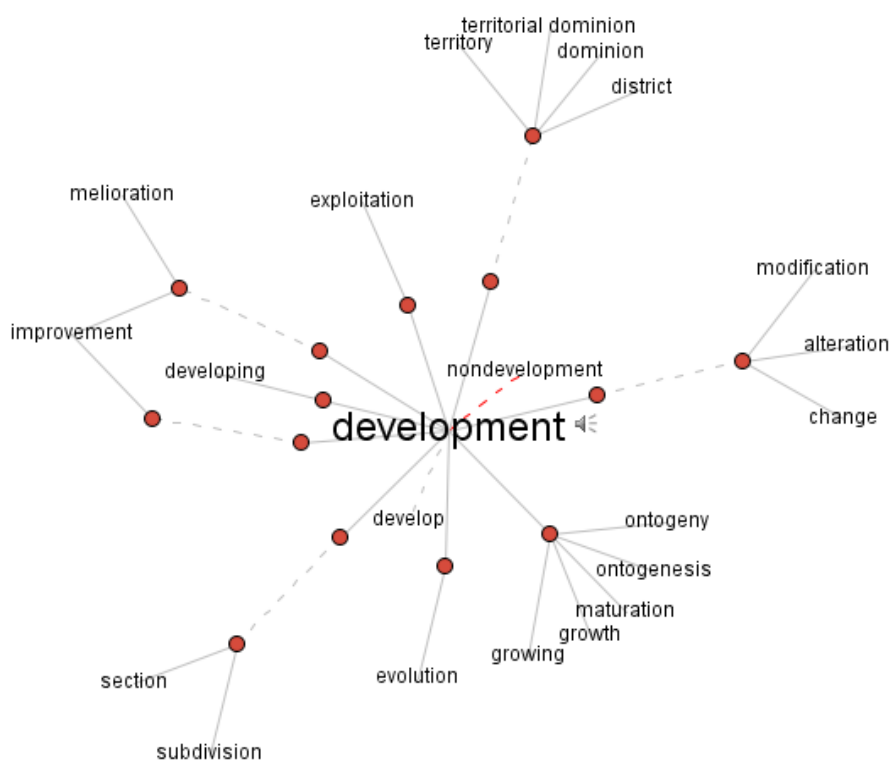 territorial dominion
territory
dominion
district
melioration
exploitation
modification
improvement
alteration
nondevelopment
developing
change
development
develop
ontogeny
ontogenesis
maturation
growth
growing
evolution
section
subdivision